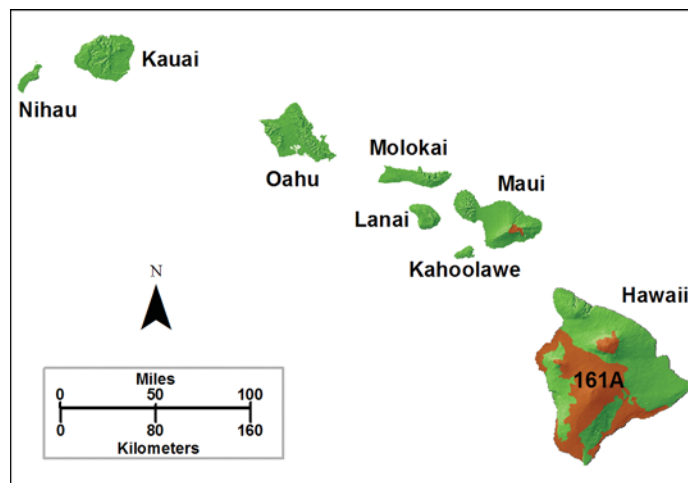 Kauai
Nihau
Oahu
Molokai
Maui
Lanai
Kahoolawe
Hawaii
161A
N
Miles
0 50 100
0 80 160
Kilometers